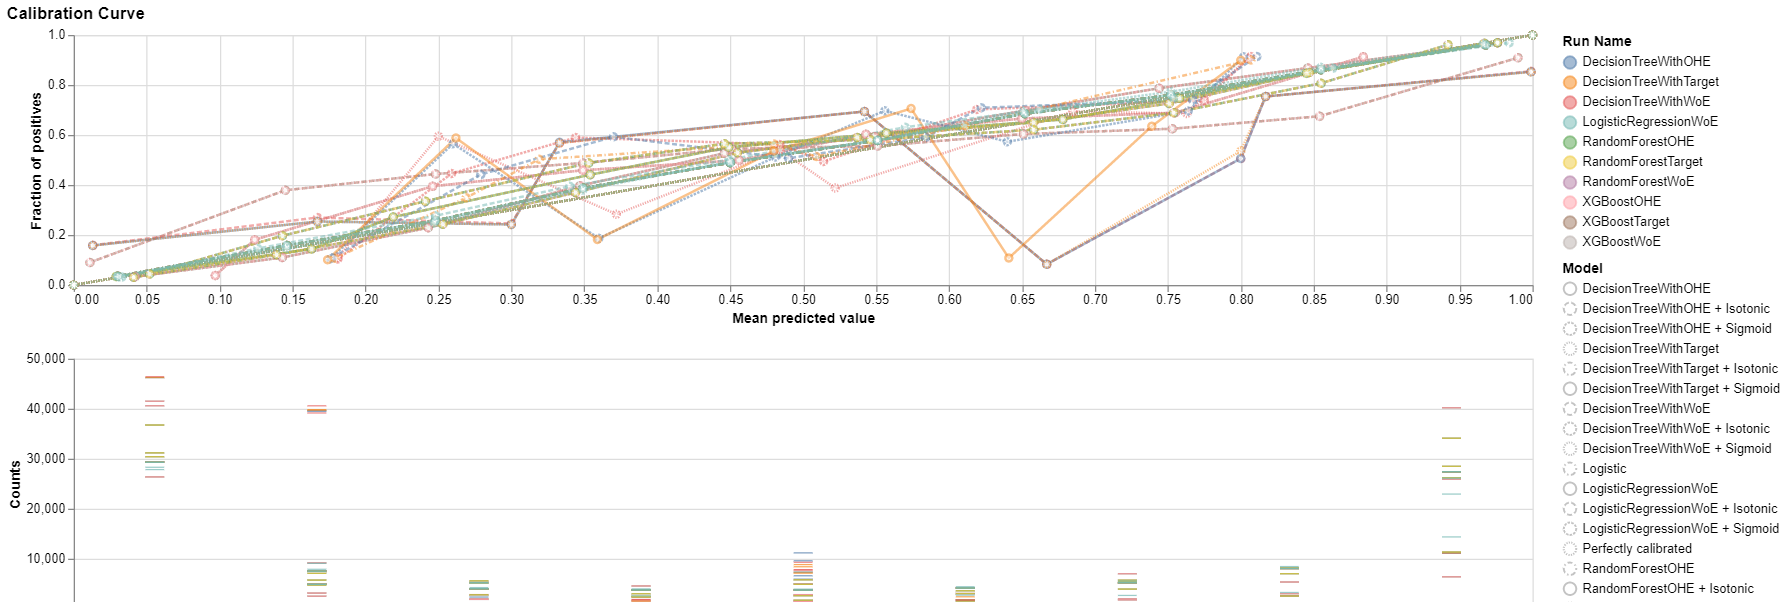 Calibration Curve
Fraction of positives
1.0
0.8
0.6
0.4
0.2
0.0
0.00 0.05 0.10 0.15 0.20 0.25 0.30 0.35 0.40 0.45 0.50 0.55 0.60 0.65 0.70 0.75 0.80 0.85 0.90 0.95 1.00
Mean predicted value
Counts
50,000
40,000
30,000
20,000
10,000
Run Name
DecisionTreeWithOHE
DecisionTreeWithTarget
DecisionTreeWithWoE
LogisticRegressionWoE
RandomForestOHE
RandomForestTarget
RandomForestWoE
XGBoostOHE
XGBoostTarget
XGBoostWoE
Model
DecisionTreeWithOHE
DecisionTreeWithOHE + Isotonic
DecisionTreeWithOHE + Sigmoid
DecisionTreeWithTarget
DecisionTreeWithTarget + Isotonic
DecisionTreeWithTarget + Sigmoid
DecisionTreeWithWoE
DecisionTreeWithWoE + Isotonic
DecisionTreeWithWoE + Sigmoid
Logistic
LogisticRegressionWoE
LogisticRegressionWoE + Isotonic
LogisticRegressionWoE + Sigmoid
Perfectly calibrated
RandomForestOHE
RandomForestOHE + Isotonic